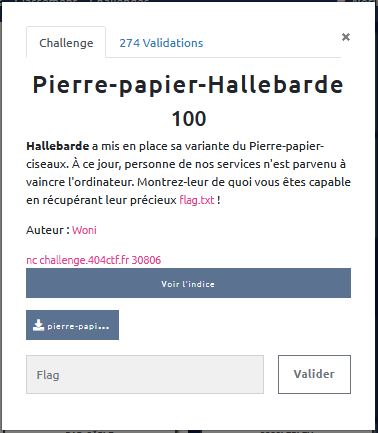 Challenge 274 Validations ×
Pierre-papier-Hallebarde
100
Hallebarde a mis en place sa variante du Pierre-papier-
ciseaux. À ce jour, personne de nos services n'est parvenu à
vaincre l'ordinateur. Montrez-leur de quoi vous êtes capable
en récupérant leur précieux flag.txt !
Auteur : Woni
nc challenge.404ctf.fr 30806
Voir l'indice
pierre-papi...
Flag Valider